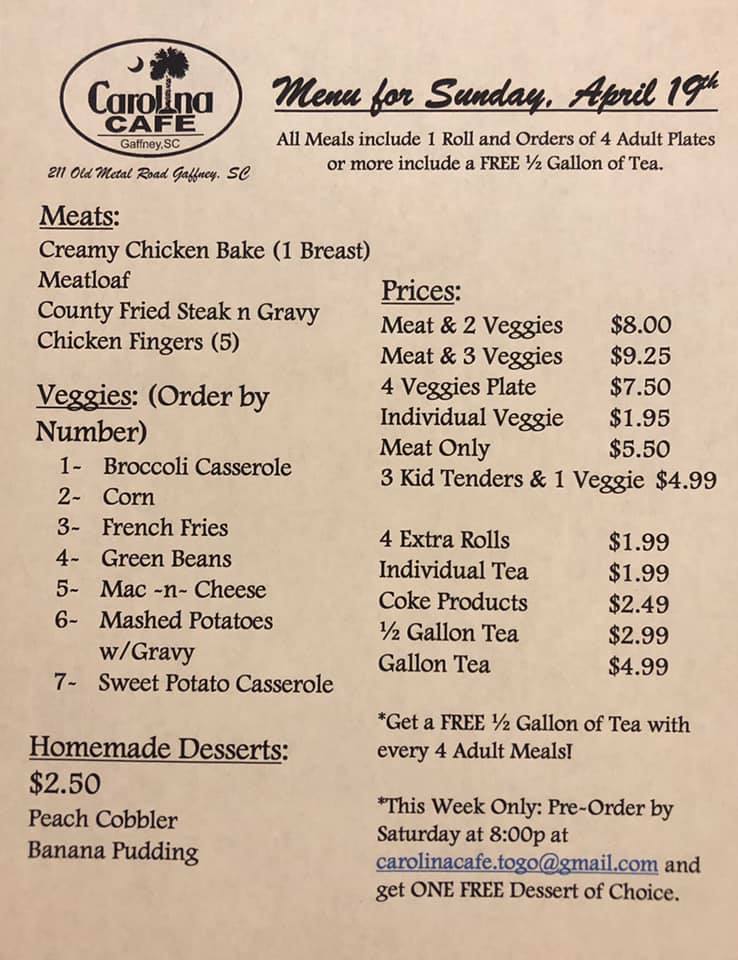 Carolina
CAFE
Gaffney,SC
211 Old Metal Road Gaffney, SC
Menu for Sunday, April 19th
All Meals include 1 Roll and Orders of 4 Adult Plates
or more include a FREE ½ Gallon of Tea.
Meats:
Creamy Chicken Bake (1 Breast)
Meatloaf
County Fried Steak n Gravy
Chicken Fingers (5)
Veggies: (Order by
Number)
1- Broccoli Casserole
2- Corn
3- French Fries
4- Green Beans
5- Mac -n- Cheese
6- Mashed Potatoes
w/Gravy
7- Sweet Potato Casserole
Homemade Desserts:
$2.50
Peach Cobbler
Banana Pudding
Prices:
Meat & 2 Veggies $8.00
Meat & 3 Veggies $9.25
4 Veggies Plate $7.50
Individual Veggie $1.95
Meat Only $5.50
3 Kid Tenders & 1 Veggie $4.99
4 Extra Rolls $1.99
Individual Tea $1.99
Coke Products $2.49
½ Gallon Tea $2.99
Gallon Tea $4.99
*Get a FREE ½ Gallon of Tea with
every 4 Adult Meals!
*This Week Only: Pre-Order by
Saturday at 8:00p at
carolinacafe.togo@gmail.com and
get ONE FREE Dessert of Choice.